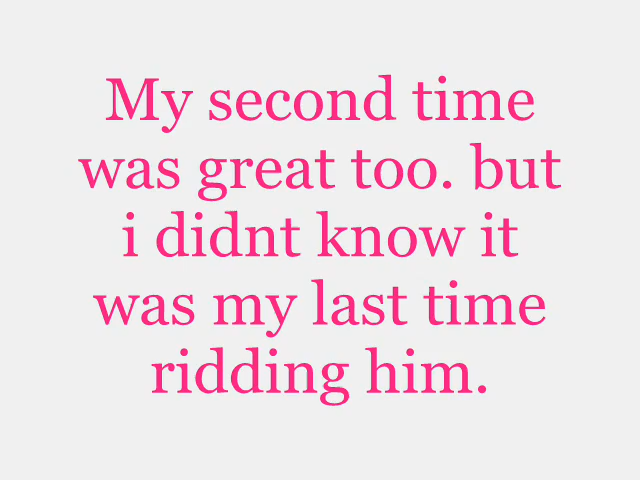 My second time
was great too. but
i didnt know it
was my last time
ridding him.